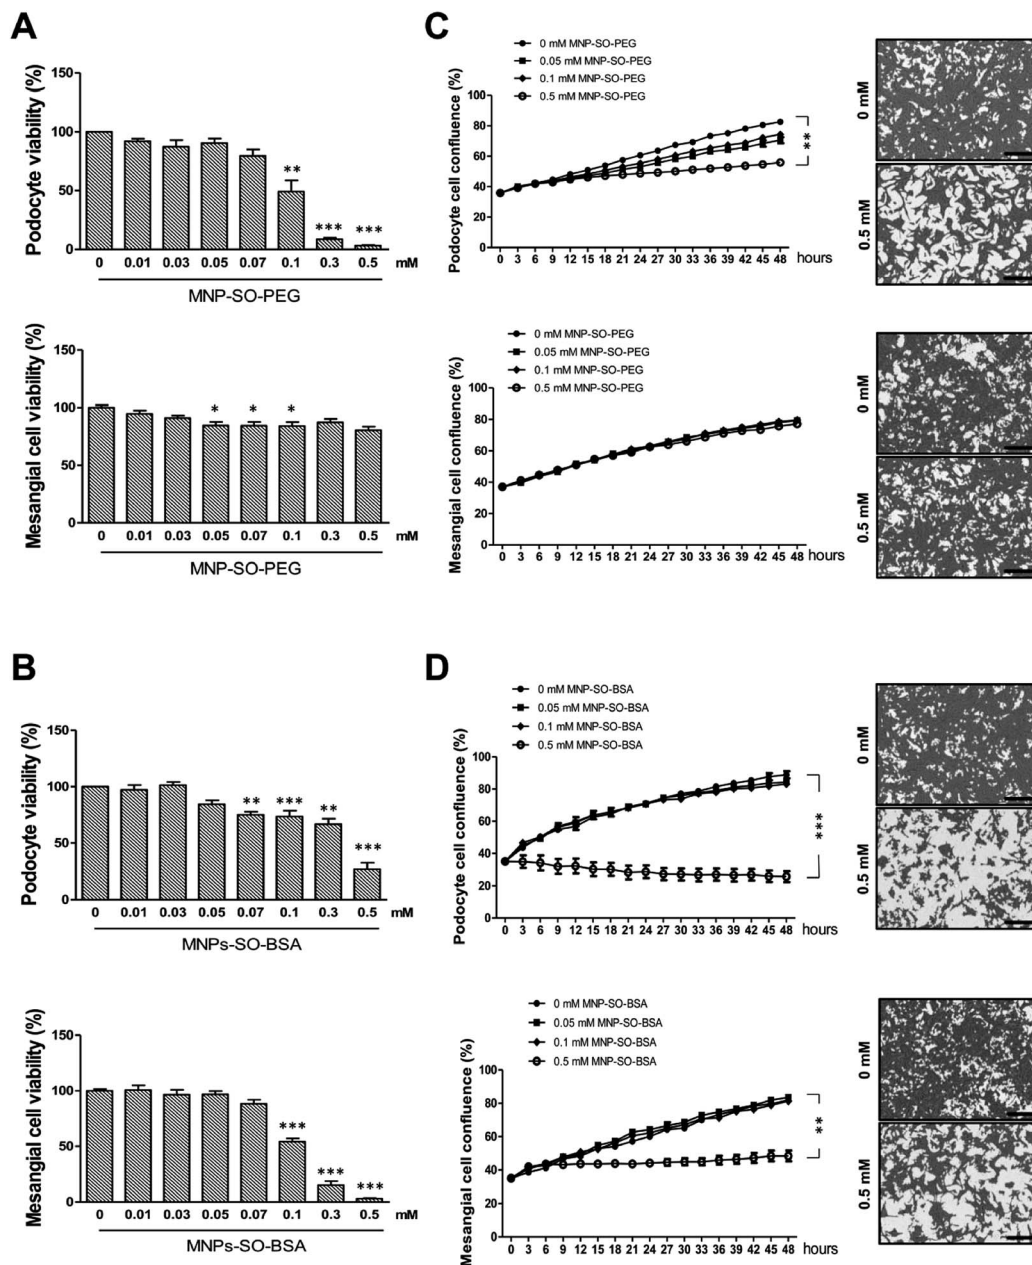 A
Podocyte viability (%)
150
100
50
0
** *** ***
0 0.01 0.03 0.05 0.07 0.1 0.3 0.5 mM
MNP-SO-PEG
Mesangial cell viability (%)
150
100
50
0
* * *
0 0.01 0.03 0.05 0.07 0.1 0.3 0.5 mM
MNP-SO-PEG
C
0 mM MNP-SO-PEG
0.05 mM MNP-SO-PEG
0.1 mM MNP-SO-PEG
0.5 mM MNP-SO-PEG
Podocyte cell confluence (%)
100
80
60
40
20
0
**
0 3 6 9 12 15 18 21 24 27 30 33 36 39 42 45 48 hours
0 mM
0.5 mM
0 mM MNP-SO-PEG
0.05 mM MNP-SO-PEG
0.1 mM MNP-SO-PEG
0.5 mM MNP-SO-PEG
Mesangial cell confluence (%)
100
80
60
40
20
0
0 3 6 9 12 15 18 21 24 27 30 33 36 39 42 45 48 hours
0 mM
0.5 mM
B
Podocyte viability (%)
150
100
50
0
** *** ** ***
0 0.01 0.03 0.05 0.07 0.1 0.3 0.5 mM
MNPs-SO-BSA
Mesangial cell viability (%)
150
100
50
0
*** *** ***
0 0.01 0.03 0.05 0.07 0.1 0.3 0.5 mM
MNPs-SO-BSA
D
0 mM MNP-SO-BSA
0.05 mM MNP-SO-BSA
0.1 mM MNP-SO-BSA
0.5 mM MNP-SO-BSA
Podocyte cell confluence (%)
100
80
60
40
20
0
***
0 3 6 9 12 15 18 21 24 27 30 33 36 39 42 45 48 hours
0 mM
0.5 mM
0 mM MNP-SO-BSA
0.05 mM MNP-SO-BSA
0.1 mM MNP-SO-BSA
0.5 mM MNP-SO-BSA
Mesangial cell confluence (%)
100
80
60
40
20
0
**
0 3 6 9 12 15 18 21 24 27 30 33 36 39 42 45 48 hours
0 mM
0.5 mM